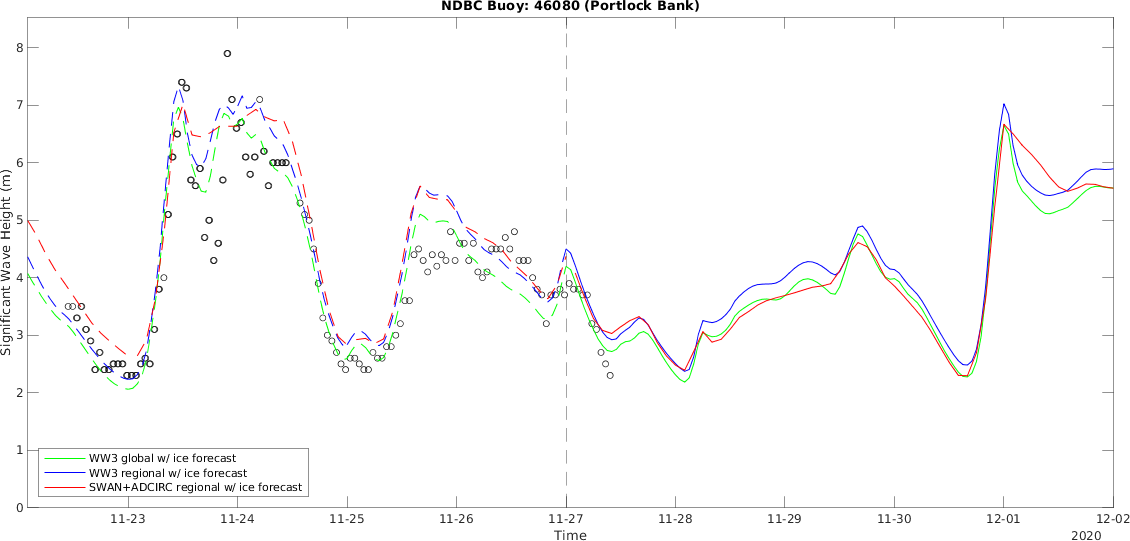 NDBC Buoy: 46080 (Portlock Bank)
Significant Wave Height (m)
8
7
6
5
4
3
2
1
0
WW3 global w/ ice forecast
WW3 regional w/ ice forecast
SWAN+ADCIRC regional w/ ice forecast
11-23 11-24 11-25 11-26 11-27 11-28 11-29 11-30 12-01 12-02
Time
2020